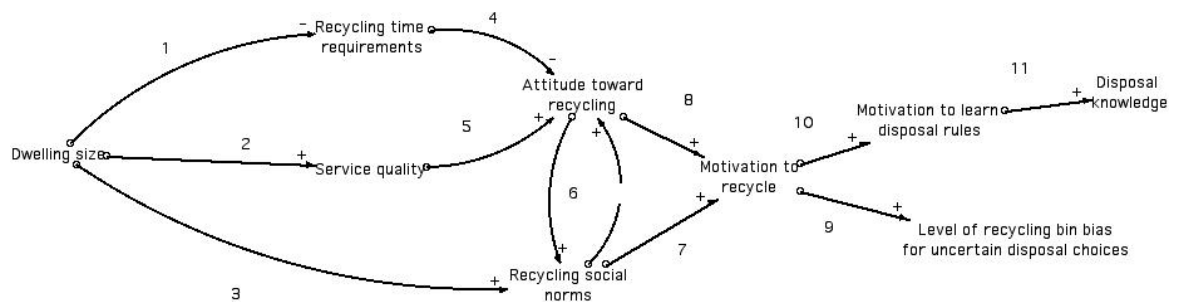 1
-
Recycling time
requirements
4
-
Attitude toward
recycling
11
Disposal
knowledge
+
8
Motivation to learn
disposal rules
10
+
2
+
5
+
+
Dwelling size
Service quality
+
Motivation to
recycle
6
+
+
9
Level of recycling bin bias
for uncertain disposal choices
+
7
3
+
Recycling social
norms